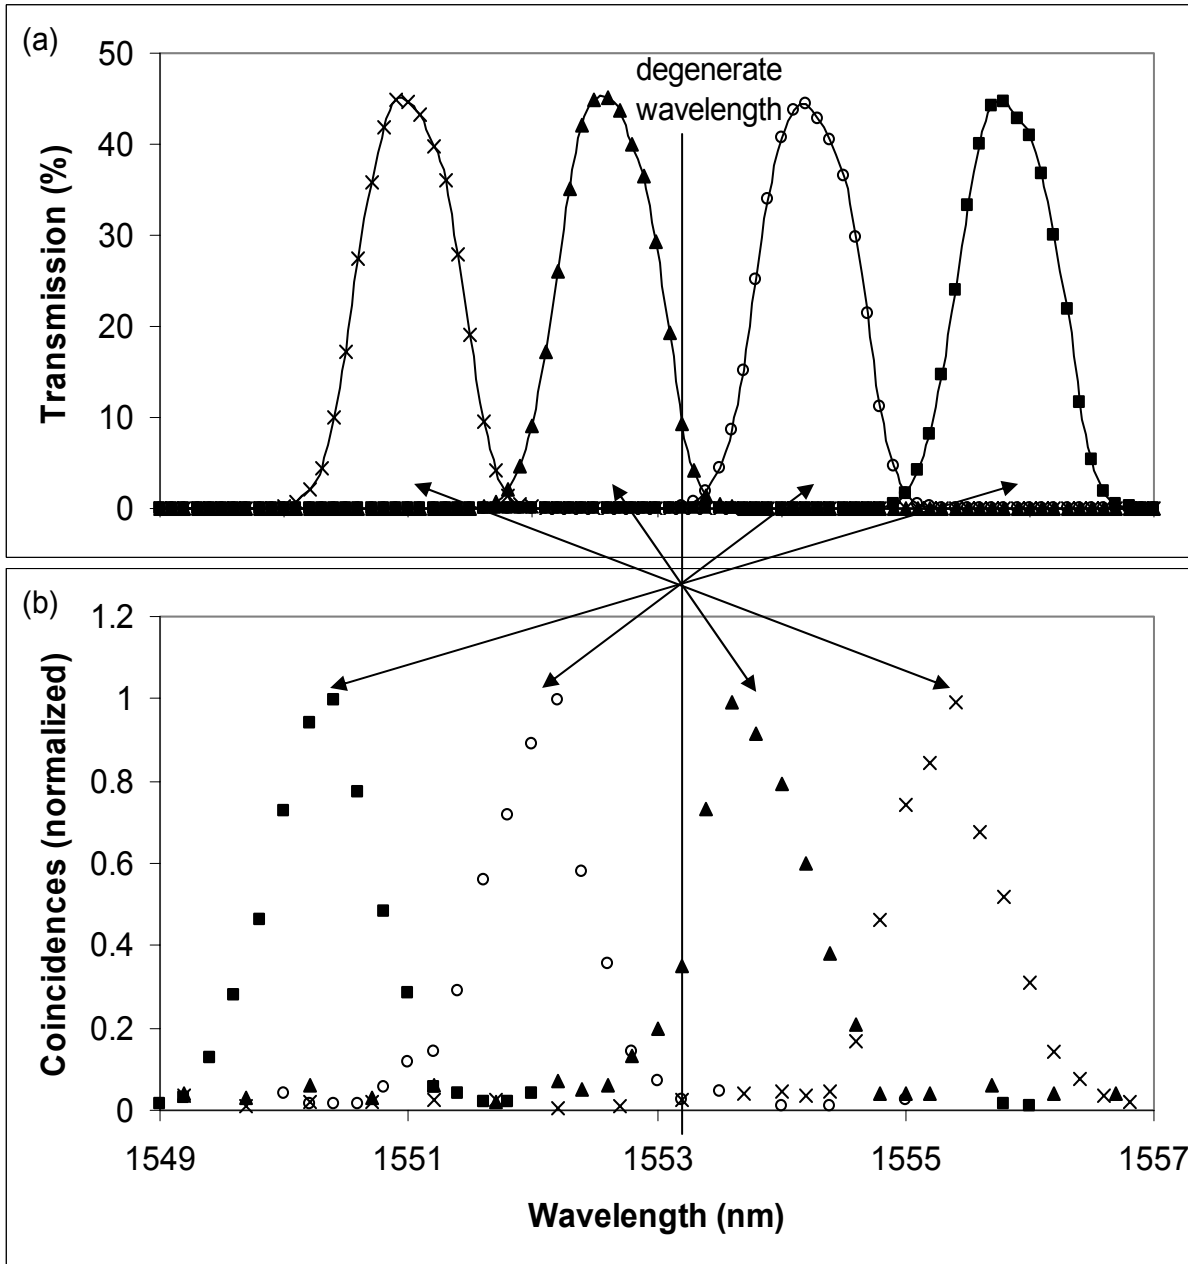 (a)
50
40
30
20
10
0
Transmission (%)
degenerate
wavelength
(b)
1.2
1
0.8
0.6
0.4
0.2
0
Coincidences (normalized)
1549 1551 1553 1555 1557
Wavelength (nm)